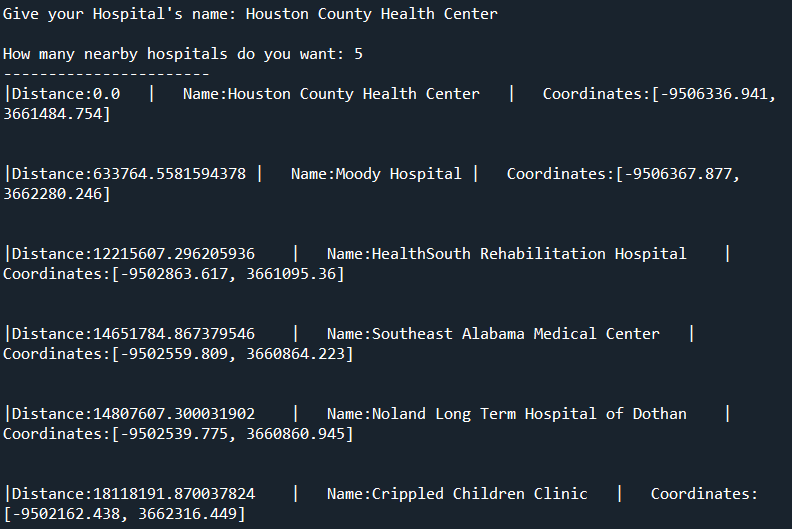 Give your Hospital's name: Houston County Health Center
How many nearby hospitals do you want: 5
-----------------------
|Distance:0.0   |   Name:Houston County Health Center   |   Coordinates:[-9506336.941,
3661484.754]
|Distance:633764.5581594378 |   Name:Moody Hospital |   Coordinates:[-9506367.877,
3662280.246]
|Distance:12215607.296205936    |   Name:HealthSouth Rehabilitation Hospital    |
Coordinates:[-9502863.617, 3661095.36]
|Distance:14651784.867379546    |   Name:Southeast Alabama Medical Center   |
Coordinates:[-9502559.809, 3660864.223]
|Distance:14807607.300031902    |   Name:Noland Long Term Hospital of Dothan    |
Coordinates:[-9502539.775, 3660860.945]
|Distance:18118191.870037824    |   Name:Crippled Children Clinic   |   Coordinates:
[-9502162.438, 3662316.449]